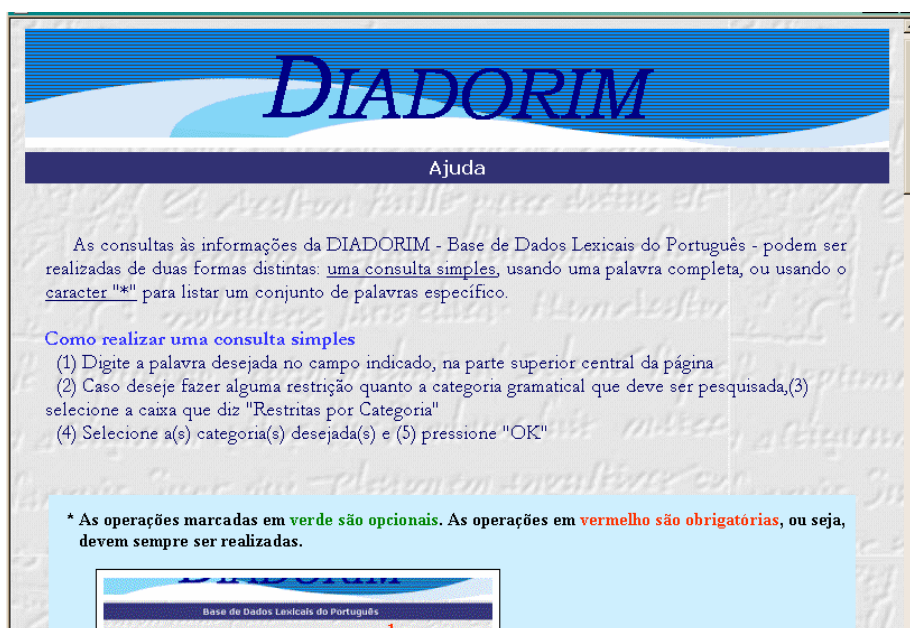 DIADORIM
Ajuda
As consultas às informações da DIADORIM - Base de Dados Lexicais do Português - podem ser
realizadas de duas formas distintas: uma consulta simples, usando uma palavra completa, ou usando o
caracter "*" para listar um conjunto de palavras específico.
Como realizar uma consulta simples
(1) Digite a palavra desejada no campo indicado, na parte superior central da página
(2) Caso deseje fazer alguma restrição quanto a categoria gramatical que deve ser pesquisada,(3)
selecione a caixa que diz "Restritas por Categoria"
(4) Selecione a(s) categoria(s) desejada(s) e (5) pressione "OK"
* As operações marcadas em verde são opcionais. As operações em vermelho são obrigatórias, ou seja,
devem sempre ser realizadas.
DIADORIM
Base de Dados Lexicais do Português